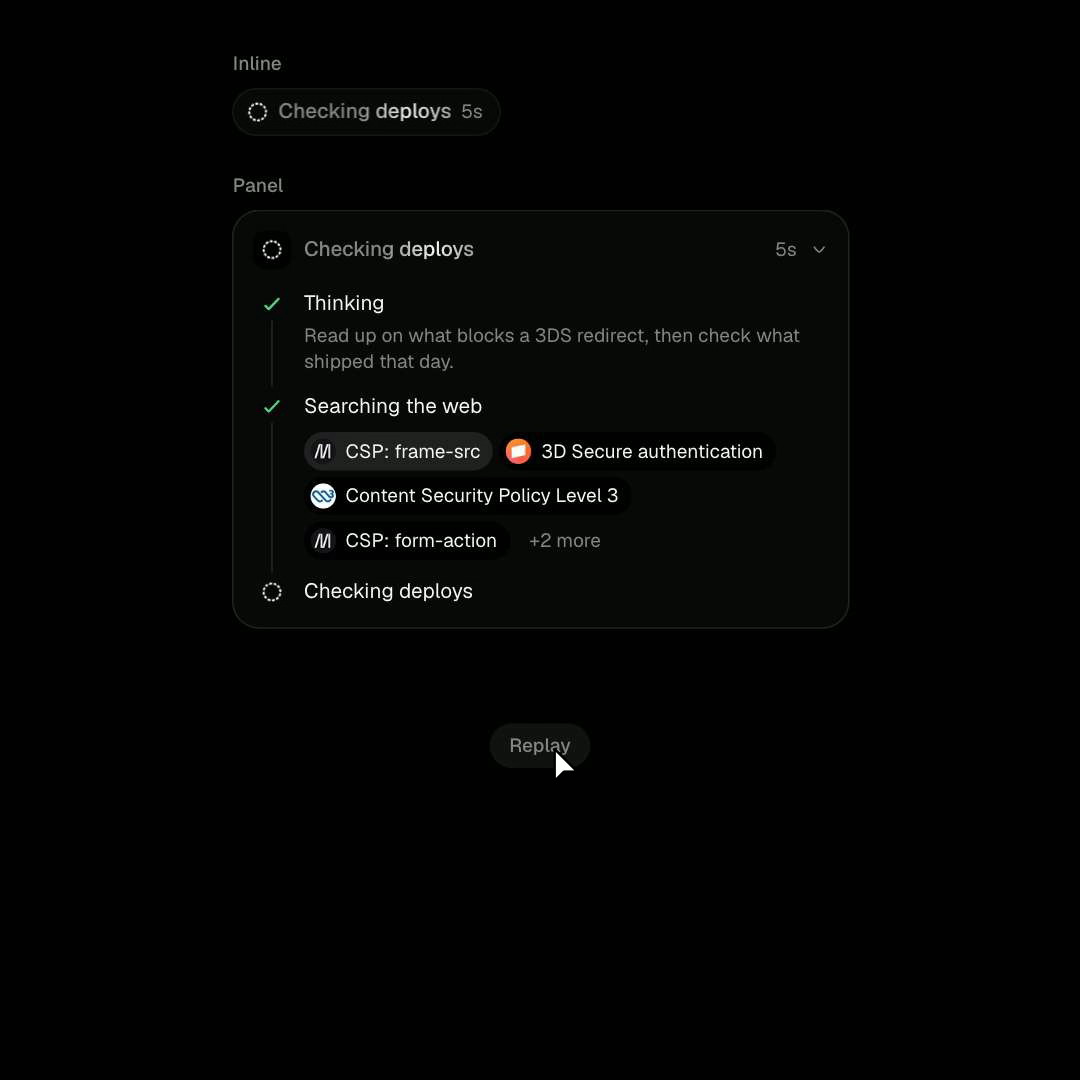 Inline
Checking deploys 5s
Panel
Checking deploys 5s
Thinking
Read up on what blocks a 3DS redirect, then check what
shipped that day.
Searching the web
CSP: frame-src 3D Secure authentication
Content Security Policy Level 3
CSP: form-action +2 more
Checking deploys
Replay